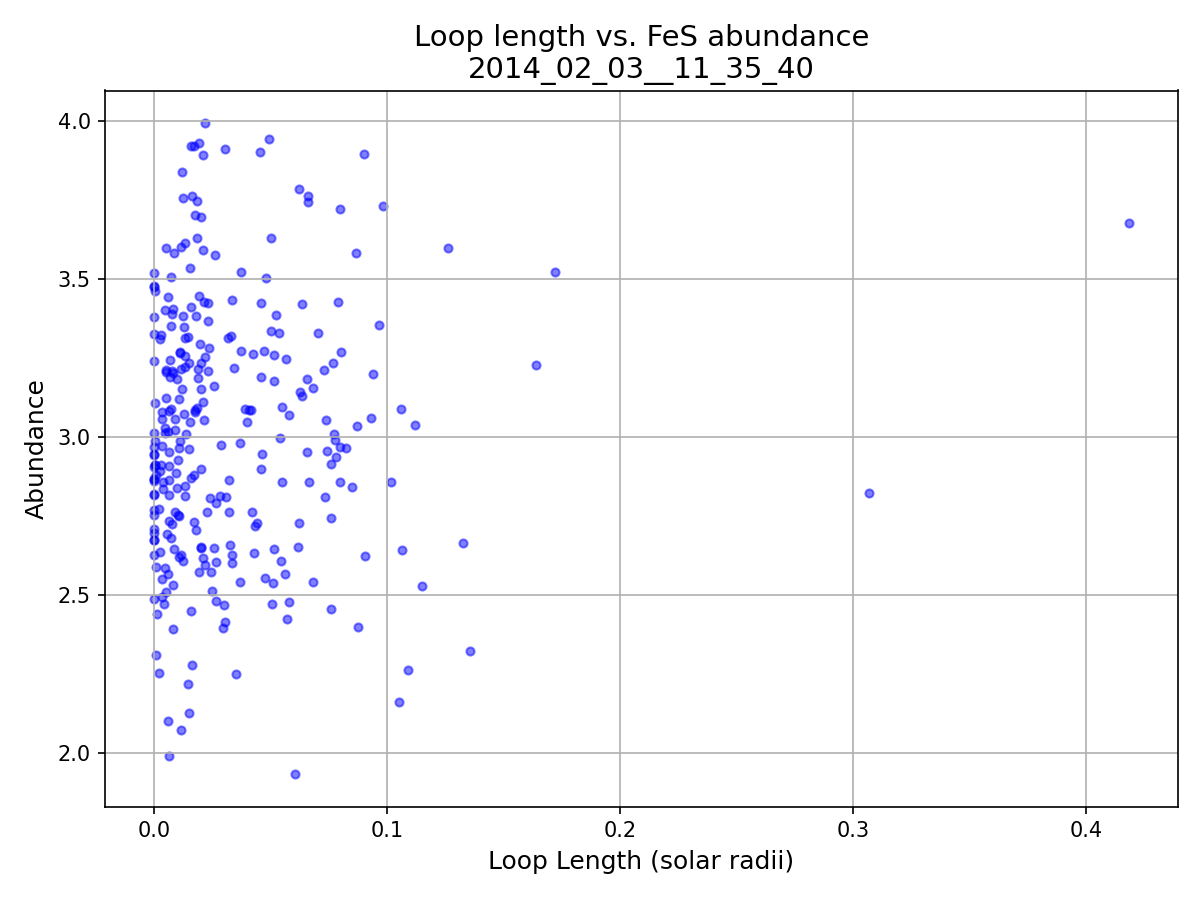 Loop length vs. FeS abundance
2014_02_03__11_35_40
4.0
3.5
3.0
2.5
2.0
Abundance
0.0 0.1 0.2 0.3 0.4
Loop Length (solar radii)